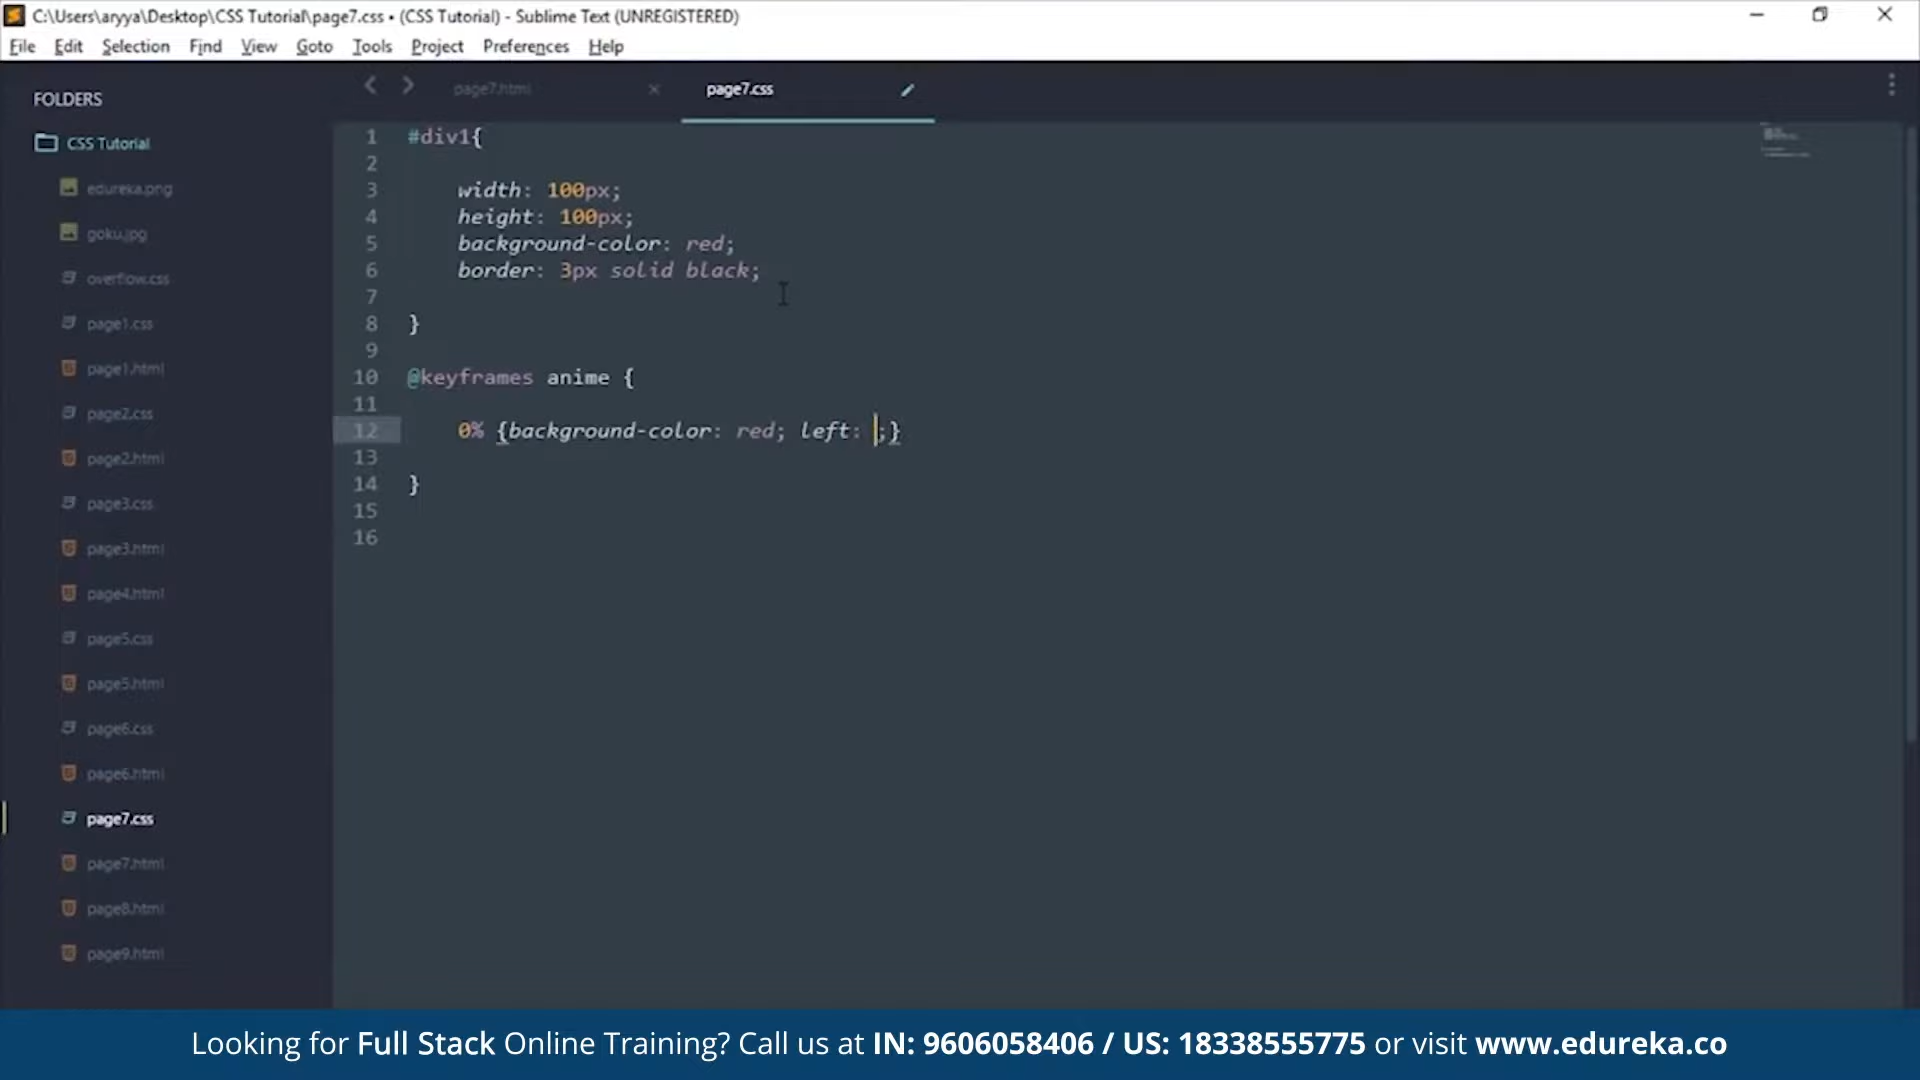 C:\Users\aryya\Desktop\CSS Tutorial\page7.css • (CSS Tutorial) - Sublime Text (UNREGISTERED)
File Edit Selection Find View Goto Tools Project Preferences Help
FOLDERS
CSS Tutorial
edureka.png
goku.jpg
overflow.css
page1.css
page1.html
page2.css
page2.html
page3.css
page3.html
page4.html
page5.css
page5.html
page6.css
page6.html
page7.css
page7.html
page8.html
page9.html
page7.html page7.css
1 #div1{
2
3 width: 100px;
4 height: 100px;
5 background-color: red;
6 border: 3px solid black;
7
8 }
9
10 @keyframes anime {
11
12 0% {background-color: red; left: ;}
13
14 }
15
16
Looking for Full Stack Online Training? Call us at IN: 9606058406 / US: 18338555775 or visit www.edureka.co